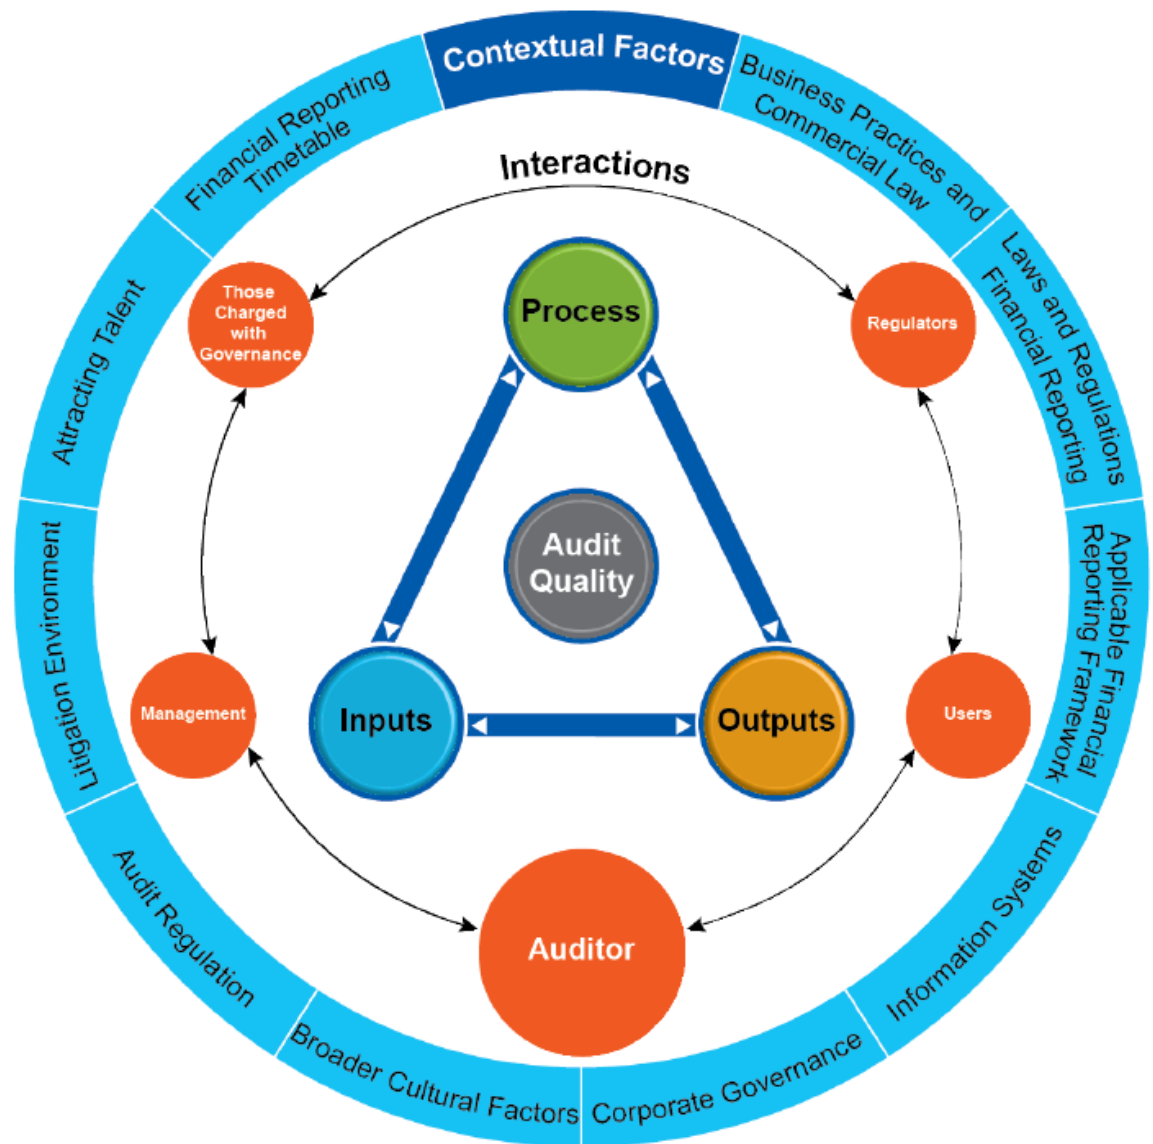 Contextual Factors
Business Practices and
Commercial Law
Laws and Regulations
Financial Reporting
Applicable Financial
Reporting Framework
Information Systems
Corporate Governance
Broader Cultural Factors
Audit Regulation
Litigation Environment
Attracting Talent
Financial Reporting
Timetable
Interactions
Those
Charged
with
Governance
Regulators
Process
Audit
Quality
Management
Inputs
Outputs
Users
Auditor